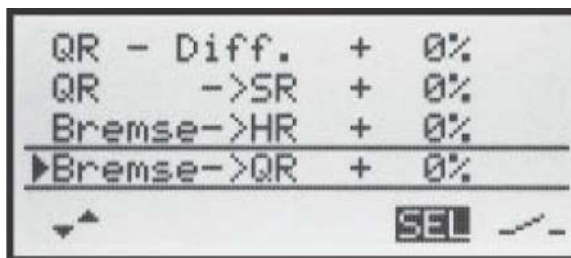 QR - Diff. + 0%
QR ->SR + 0%
Bremse->HR + 0%
▶Bremse->QR + 0%
SEL